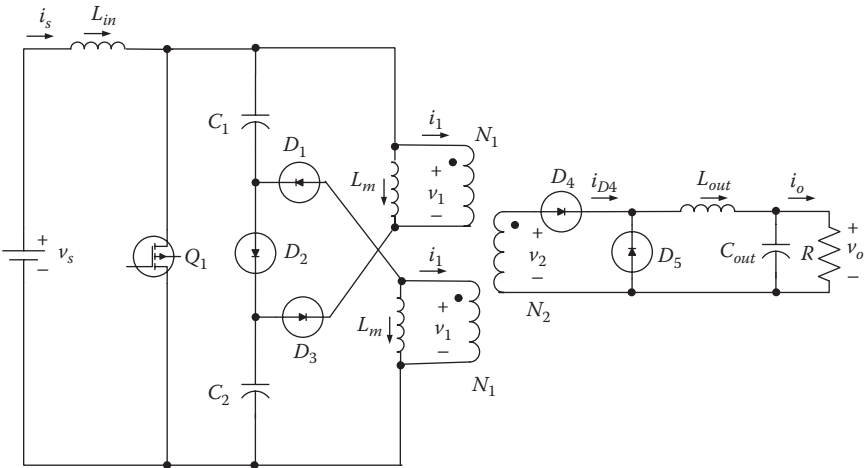 i_s
L_in
i_1
N_1
C_1
D_1
L_m
+
v_1
−
D_4
i_D4
L_out
i_o
+
v_s
−
Q_1
D_2
+
v_2
−
D_5
C_out
R
+
v_o
−
i_1
N_2
L_m
+
v_1
−
D_3
C_2
N_1